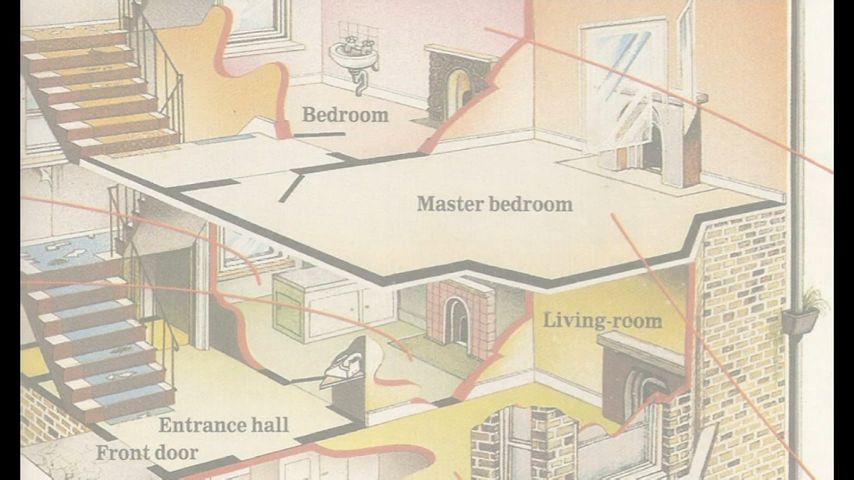 Bedroom
Master bedroom
Living-room
Entrance hall
Front door